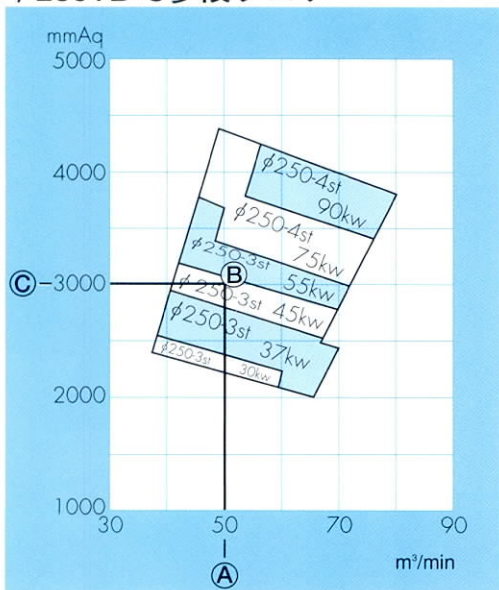 mmAq
5000
4000
3000
2000
1000
φ250-4st
90kw
φ250-4st
75kw
φ250-3st
55kw
φ250-3st
45kw
φ250-3st
37kw
φ250-3st
30kw
Ⓒ
Ⓑ
30
50
70
90
Ⓐ
m³/min